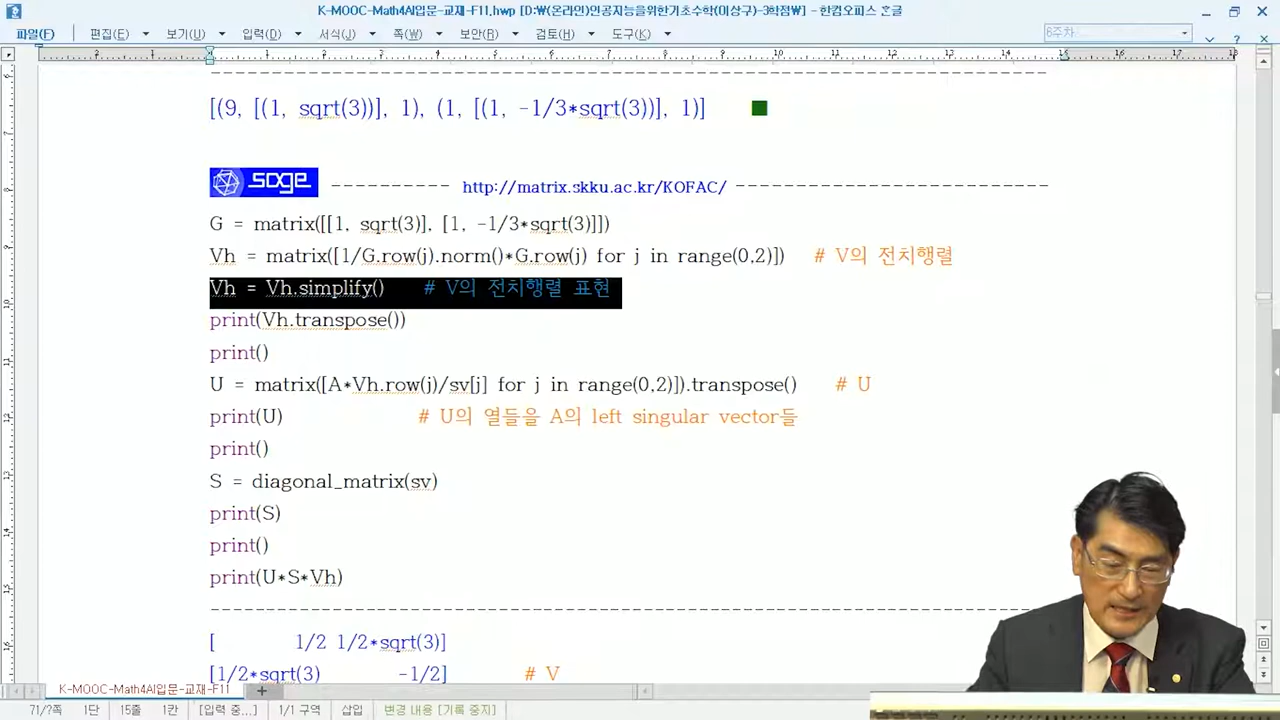 K-MOOC-Math4AI입문-교재-F11.hwp [D:₩(온라인)인공지능을위한기초수학(이상구)-3학점₩] - 한컴오피스 흔글
파일(F) 편집(E) 보기(U) 입력(D) 서식(J) 쪽(W) 보안(R) 검토(H) 도구(K) 6주차
[(9, [(1, sqrt(3))], 1), (1, [(1, -1/3*sqrt(3))], 1)]
sage ---------- http://matrix.skku.ac.kr/KOFAC/ ---------------------------
G = matrix([[1, sqrt(3)], [1, -1/3*sqrt(3)]])
Vh = matrix([1/G.row(j).norm()*G.row(j) for j in range(0,2)]) # V의 전치행렬
Vh = Vh.simplify() # V의 전치행렬 표현
print(Vh.transpose())
print()
U = matrix([A*Vh.row(j)/sv[j] for j in range(0,2)]).transpose() # U
print(U) # U의 열들을 A의 left singular vector들
print()
S = diagonal_matrix(sv)
print(S)
print()
print(U*S*Vh)
[ 1/2 1/2*sqrt(3)]
[1/2*sqrt(3) -1/2] # V
K-MOOC-Math4AI입문-교재-F11
71/?쪽 1단 15줄 1칸 [입력 중...] 1/1 구역 삽입 변경 내용 [기록 중지]